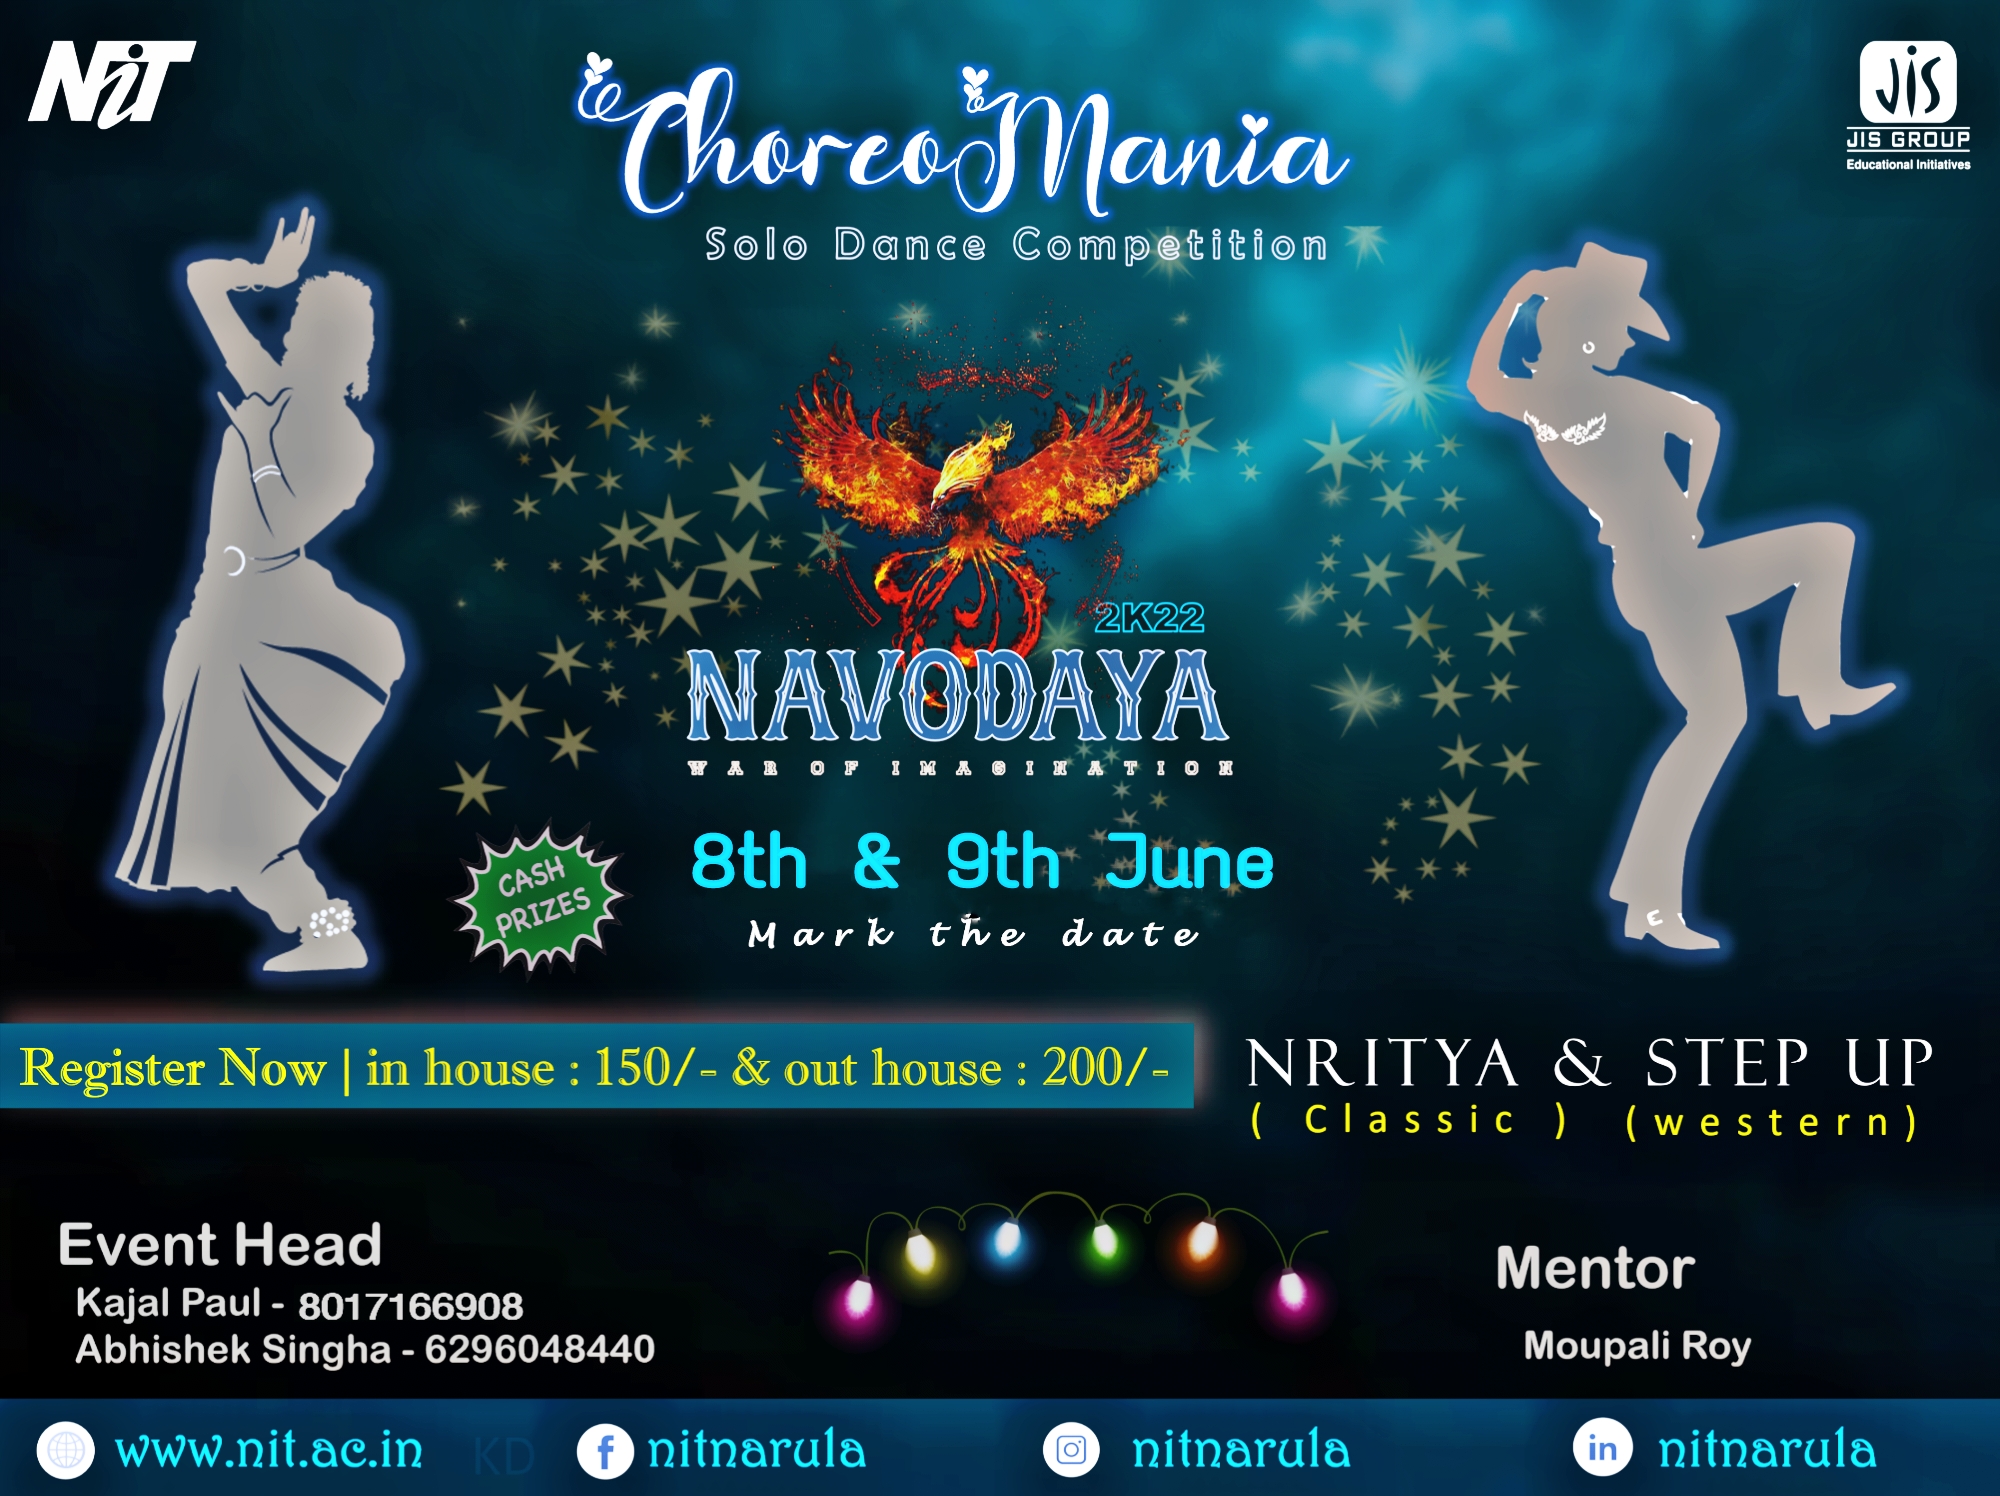 NiT
JiS
JIS GROUP
Educational Initiatives
ChoreoMania
Solo Dance Competition
2K22
NAVODAYA
WAR OF IMAGINATION
CASH
PRIZES
8th & 9th June
Mark the date
Register Now | in house : 150/- & out house : 200/-
NRITYA & STEP UP
( Classic ) (western)
Event Head
Kajal Paul - 8017166908
Abhishek Singha - 6296048440
Mentor
Moupali Roy
www.nit.ac.in KD nitnarula nitnarula nitnarula